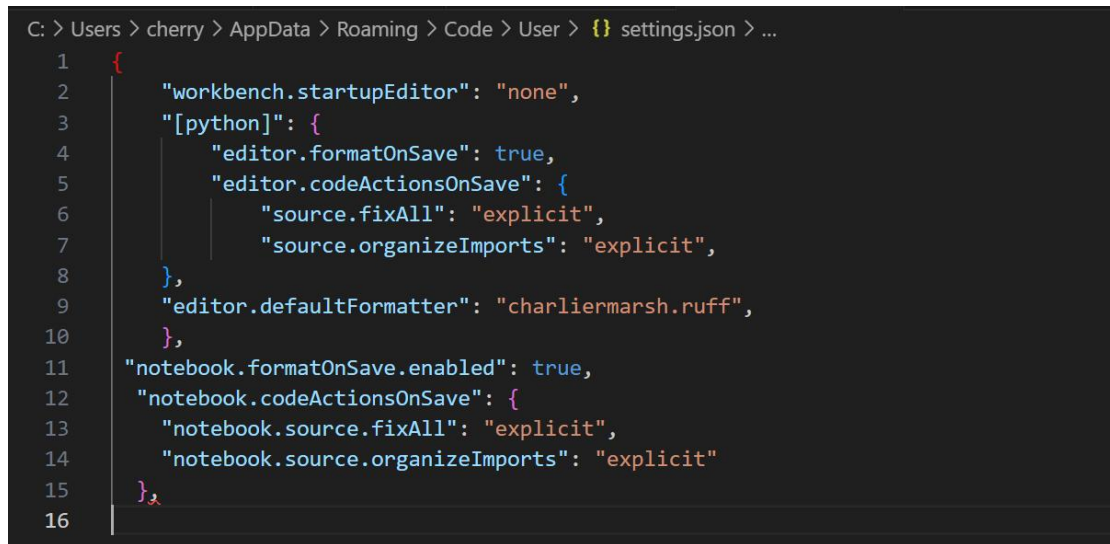 C: > Users > cherry > AppData > Roaming > Code > User > {} settings.json > ...
1 {
2 "workbench.startupEditor": "none",
3 "[python]": {
4 "editor.formatOnSave": true,
5 "editor.codeActionsOnSave": {
6 "source.fixAll": "explicit",
7 "source.organizeImports": "explicit",
8 },
9 "editor.defaultFormatter": "charliermarsh.ruff",
10 },
11 "notebook.formatOnSave.enabled": true,
12 "notebook.codeActionsOnSave": {
13 "notebook.source.fixAll": "explicit",
14 "notebook.source.organizeImports": "explicit"
15 },
16